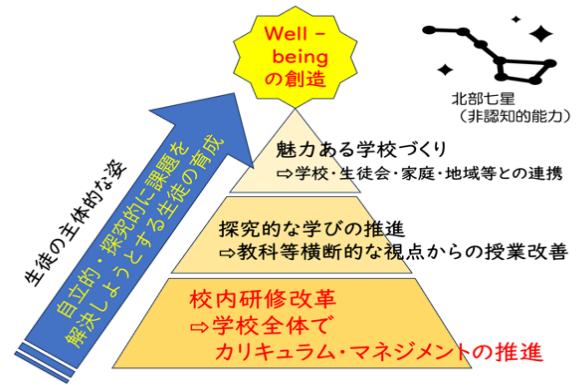 Well –
being
の創造
北部七星
（非認知的能力）
魅力ある学校づくり
⇨学校・生徒会・家庭・地域等との連携
探究的な学びの推進
⇨教科等横断的な視点からの授業改善
校内研修改革
⇨学校全体で
カリキュラム・マネジメントの推進
生徒の主体的な姿
自立的・探究的に課題を
解決しようとする生徒の育成